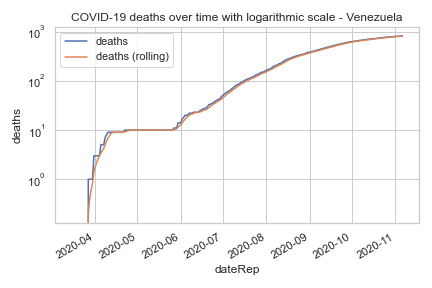 COVID-19 deaths over time with logarithmic scale - Venezuela
deaths
deaths (rolling)
10³
10²
10¹
10⁰
deaths
2020-04
2020-05
2020-06
2020-07
2020-08
2020-09
2020-10
2020-11
dateRep